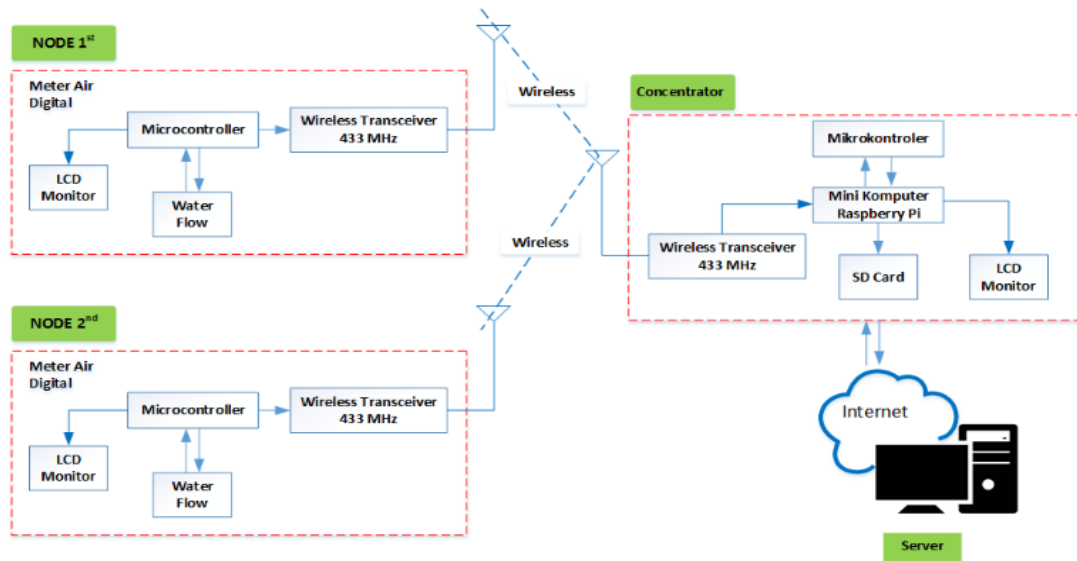 NODE 1st
Meter Air
Digital
Microcontroller
Wireless Transceiver
433 MHz
LCD
Monitor
Water
Flow
Wireless
Wireless
NODE 2nd
Meter Air
Digital
Microcontroller
Wireless Transceiver
433 MHz
LCD
Monitor
Water
Flow
Concentrator
Mikrokontroler
Mini Komputer
Raspberry Pi
Wireless Transceiver
433 MHz
SD Card
LCD
Monitor
Internet
Server